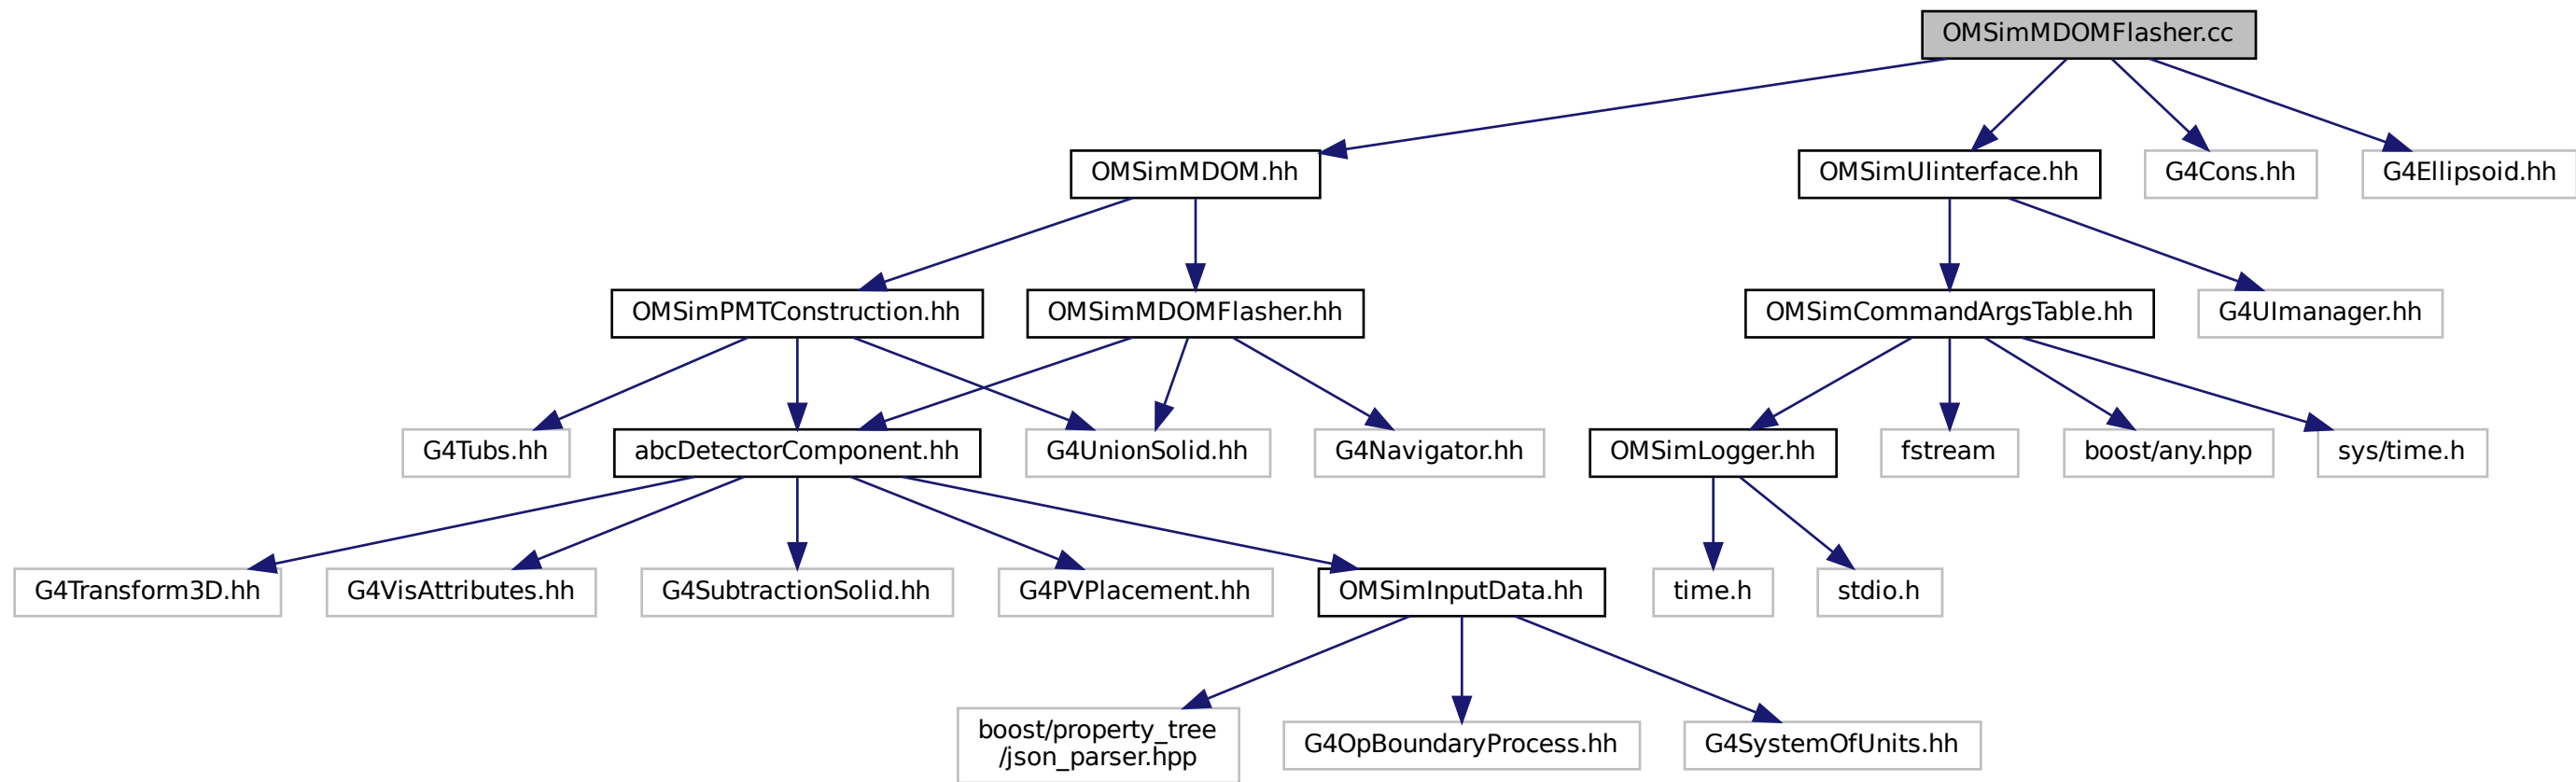 OMSimMDOMFlasher.cc
OMSimMDOM.hh
OMSimUIinterface.hh
G4Cons.hh
G4Ellipsoid.hh
OMSimPMTConstruction.hh
OMSimMDOMFlasher.hh
OMSimCommandArgsTable.hh
G4UImanager.hh
G4Tubs.hh
abcDetectorComponent.hh
G4UnionSolid.hh
G4Navigator.hh
OMSimLogger.hh
fstream
boost/any.hpp
sys/time.h
G4Transform3D.hh
G4VisAttributes.hh
G4SubtractionSolid.hh
G4PVPlacement.hh
OMSimInputData.hh
time.h
stdio.h
boost/property_tree
/json_parser.hpp
G4OpBoundaryProcess.hh
G4SystemOfUnits.hh